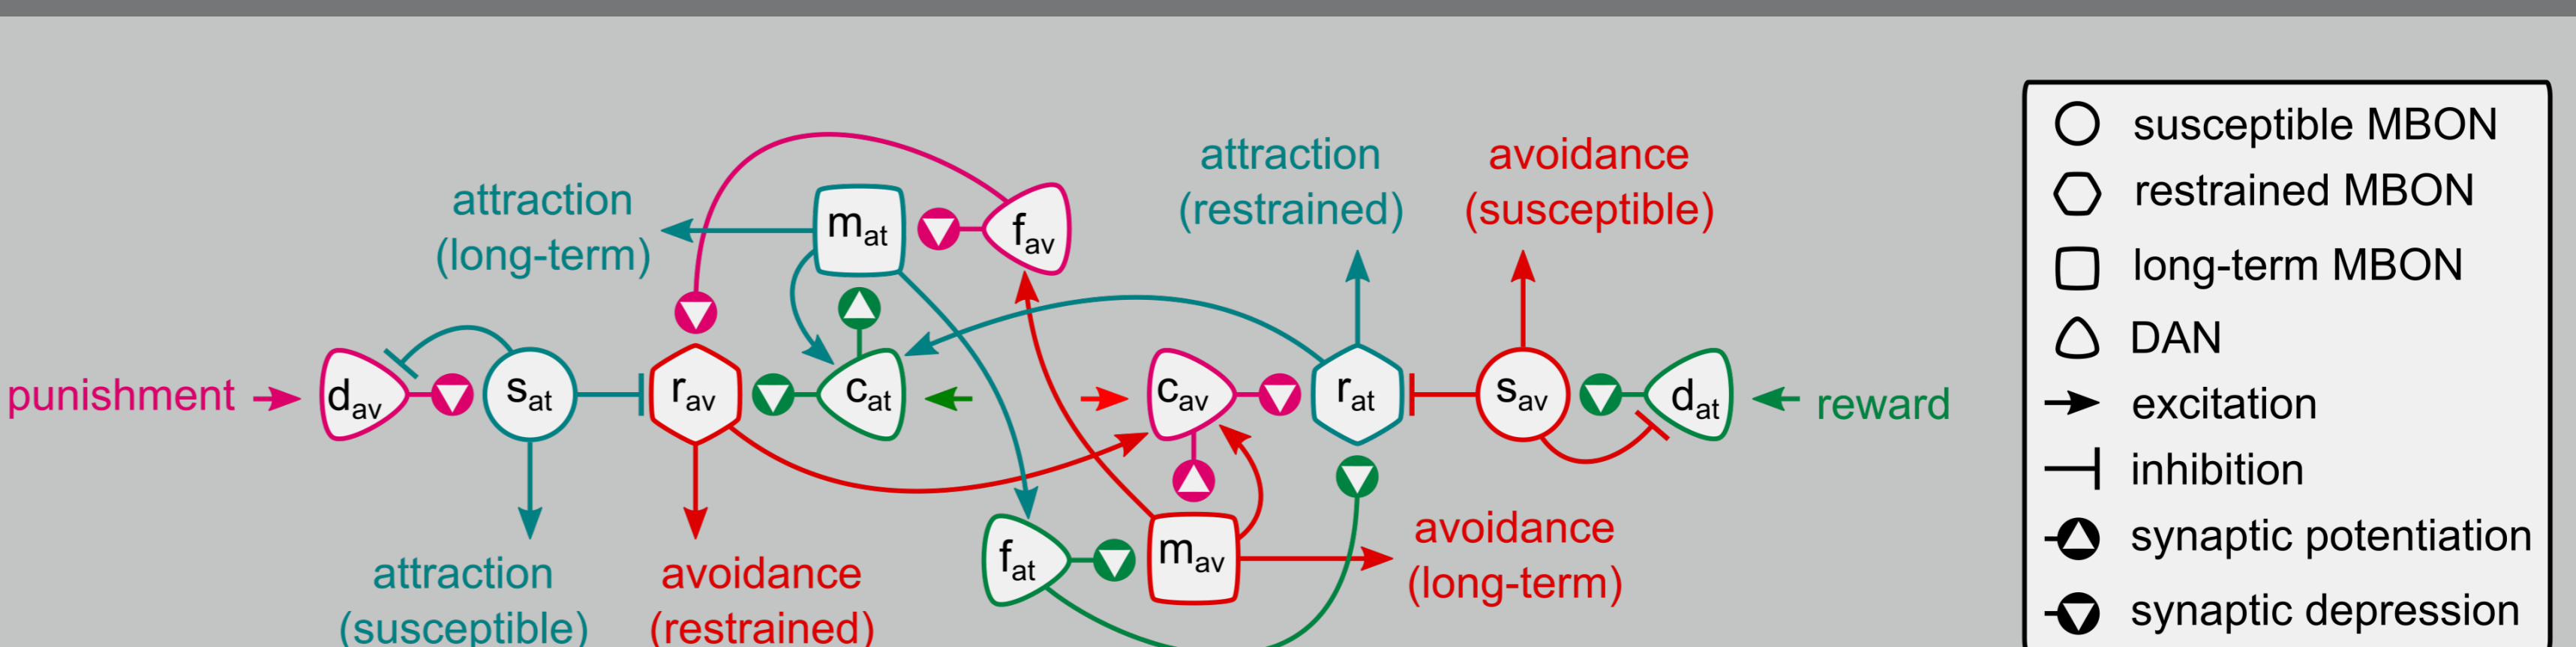 attraction
(long-term)
m_at
f_av
attraction
(restrained)
avoidance
(susceptible)
punishment
d_av
s_at
r_av
c_at
c_av
r_at
s_av
d_at
reward
attraction
(susceptible)
avoidance
(restrained)
f_at
m_av
avoidance
(long-term)
susceptible MBON
restrained MBON
long-term MBON
DAN
excitation
inhibition
synaptic potentiation
synaptic depression